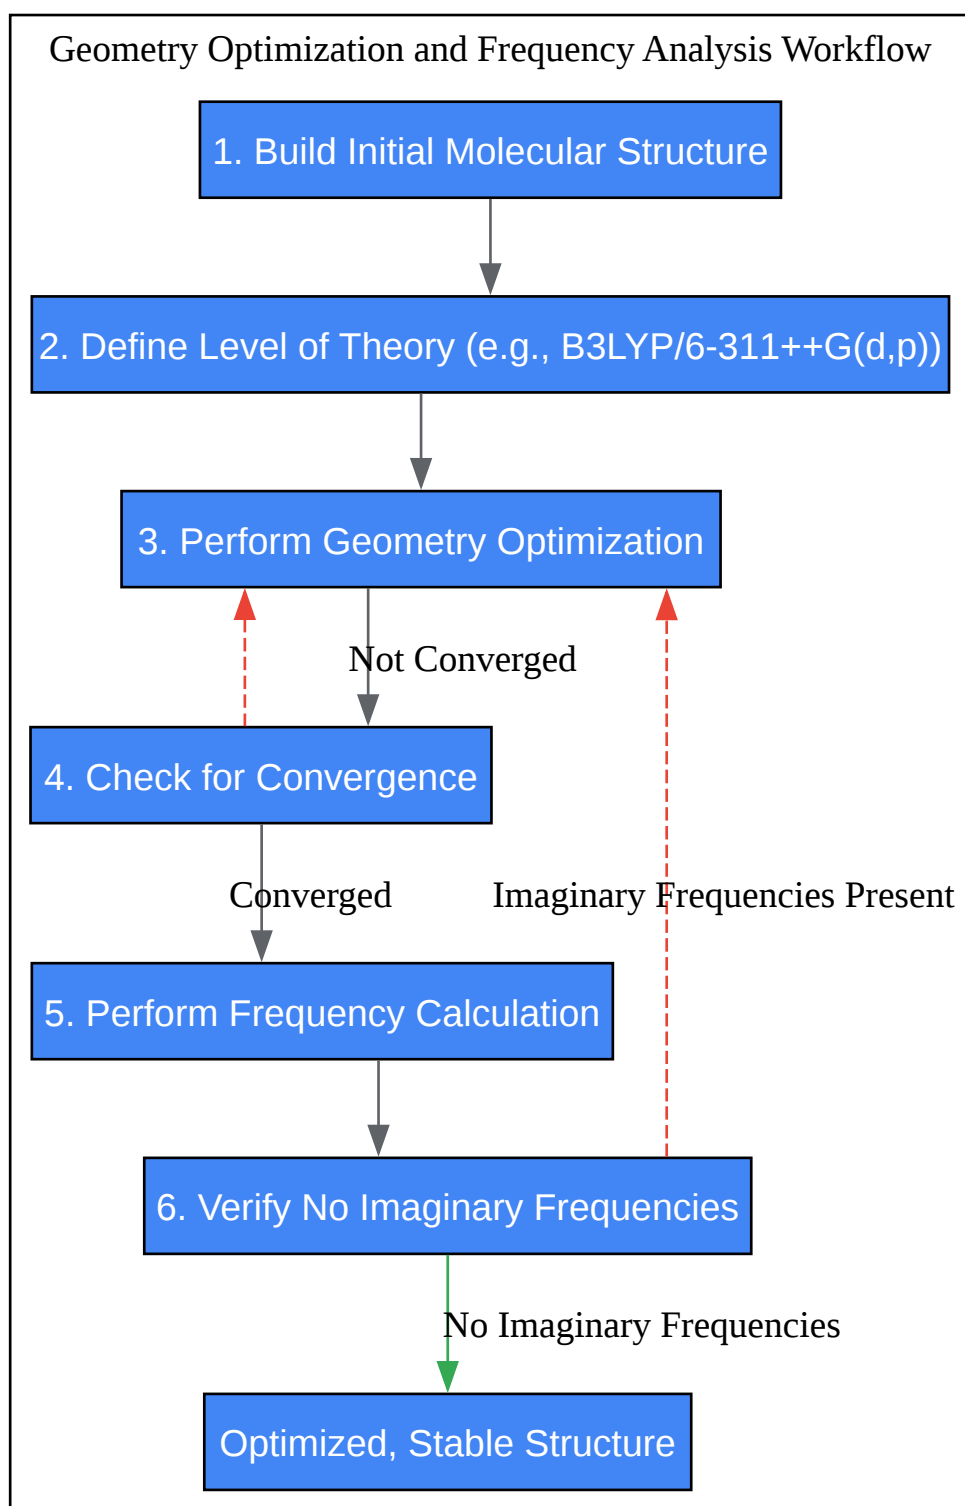 Geometry Optimization and Frequency Analysis Workflow
1. Build Initial Molecular Structure
2. Define Level of Theory (e.g., B3LYP/6-311++G(d,p))
3. Perform Geometry Optimization
Not Converged
4. Check for Convergence
Converged
Imaginary Frequencies Present
5. Perform Frequency Calculation
6. Verify No Imaginary Frequencies
No Imaginary Frequencies
Optimized, Stable Structure